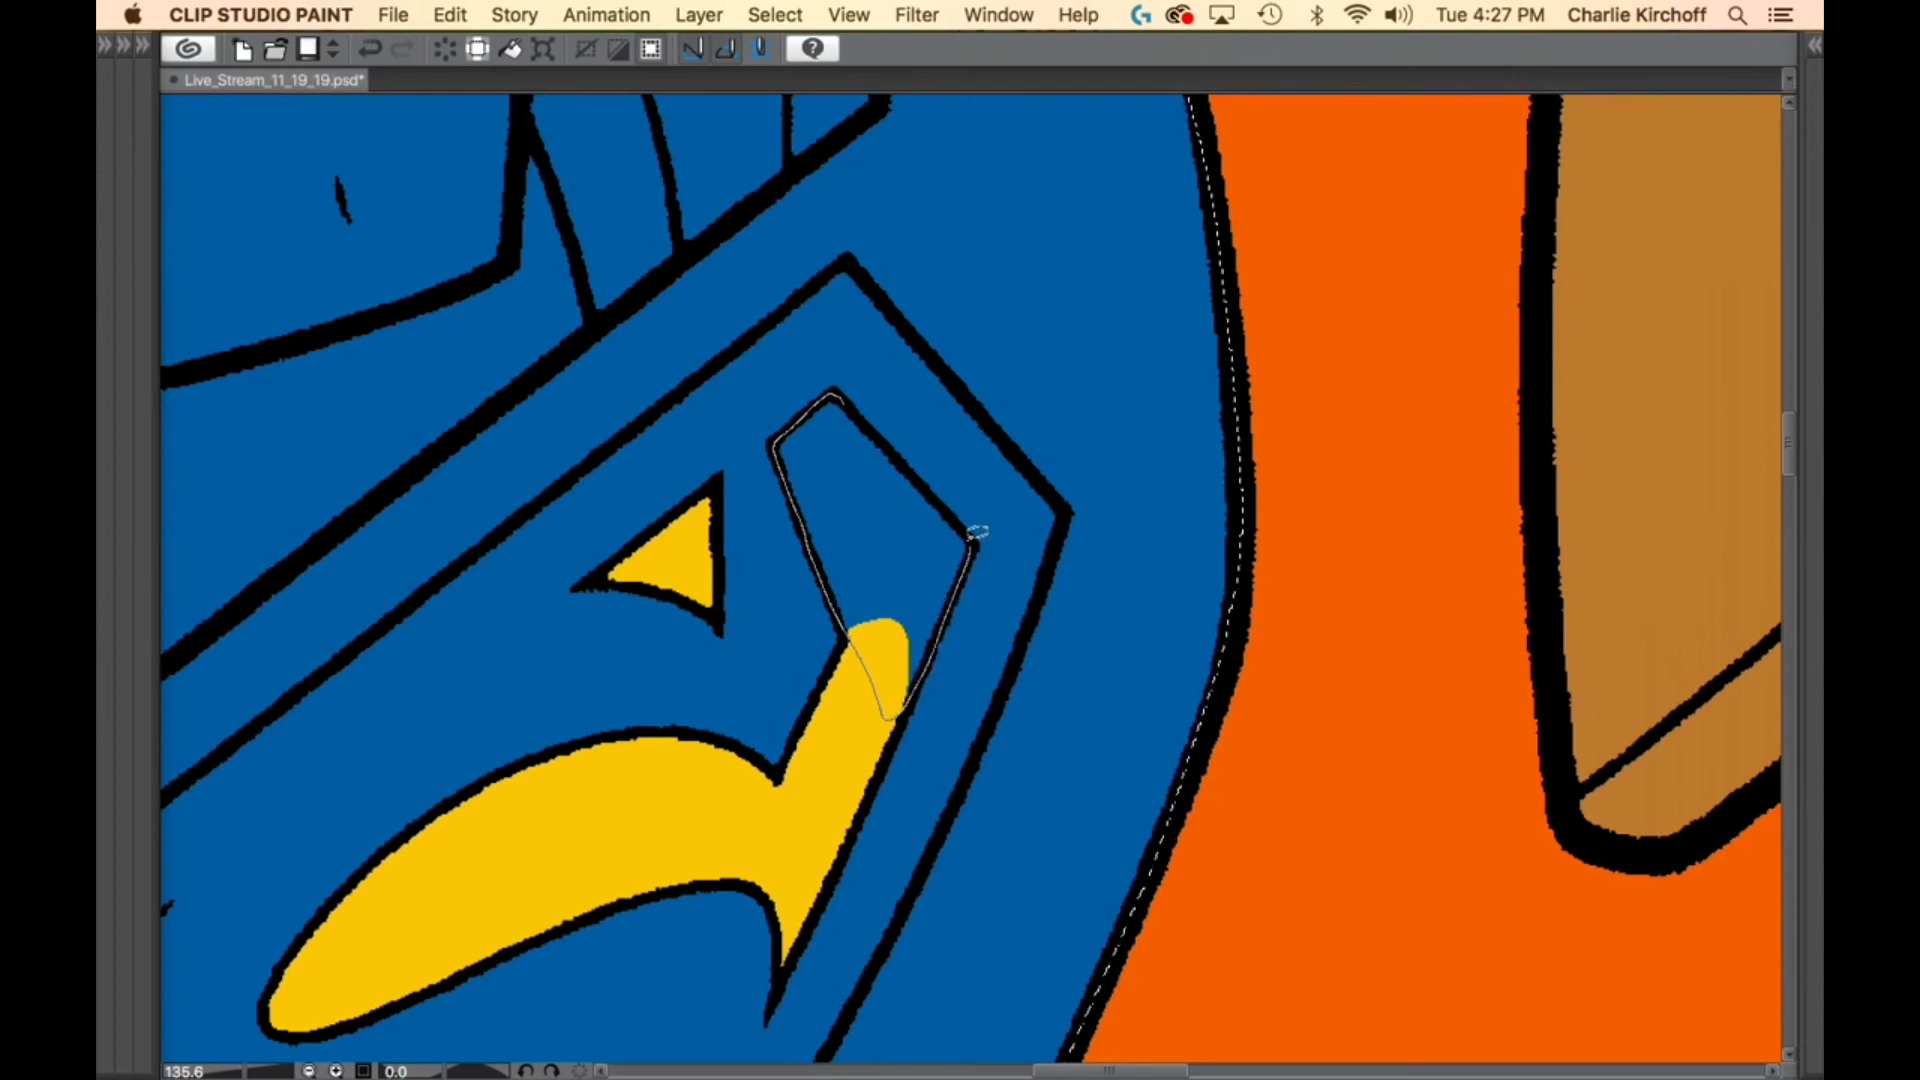 CLIP STUDIO PAINT File Edit Story Animation Layer Select View Filter Window Help Tue 4:27 PM Charlie Kirchoff
Live_Stream_11_19_19.psd*
135.6 0.0